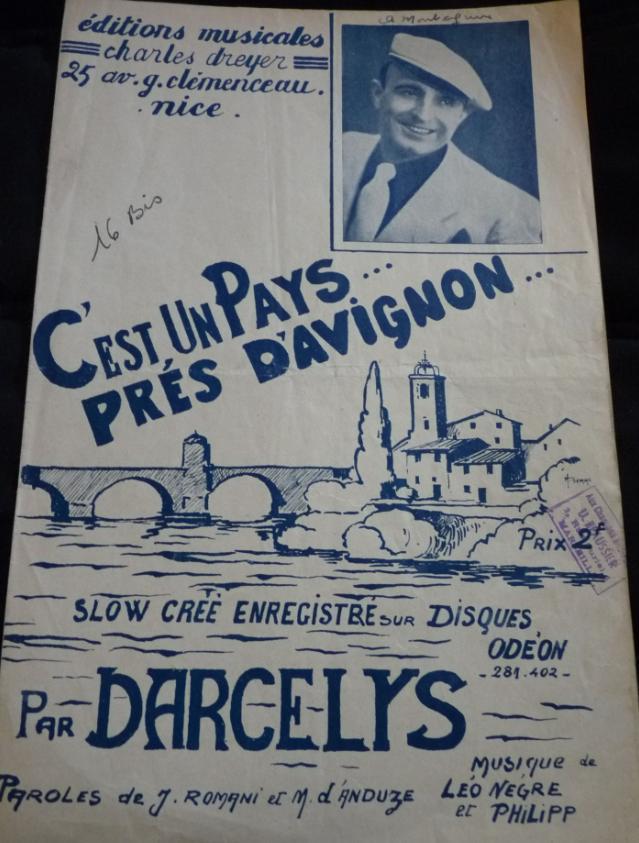 éditions musicales
charles dreyer
25 av. g. clémenceau.
. nice .
16 Bis
C'EST UN PAYS...
PRÉS D'AVIGNON...
PRIX 2
SLOW CRÉÉ ENREGISTRÉ SUR DISQUES
ODÉON
- 281.402 -
PAR DARCELYS
MUSIQUE de
PAROLES de J. ROMANI et M. d'ANDUZE
LÉO NÉGRE
et PHILIPP